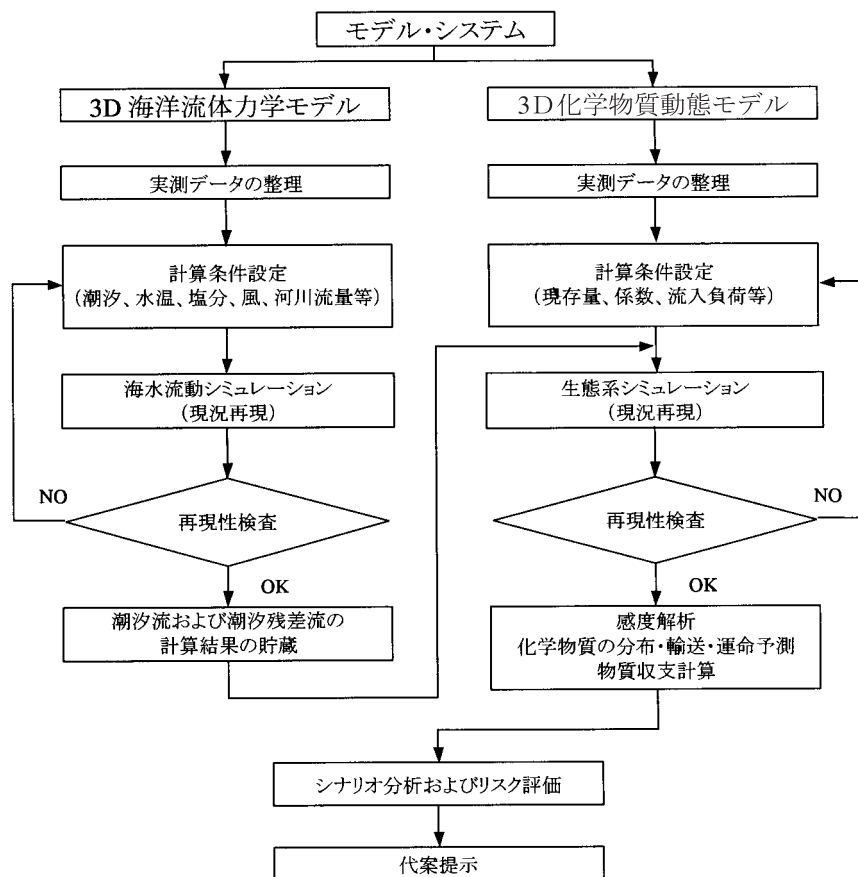 モデル・システム
3D 海洋流体力学モデル
実測データの整理
計算条件設定
（潮汐、水温、塩分、風、河川流量等）
海水流動シミュレーション
（現況再現）
NO
再現性検査
OK
潮汐流および潮汐残差流の
計算結果の貯蔵
3D化学物質動態モデル
実測データの整理
計算条件設定
（現存量、係数、流入負荷等）
生態系シミュレーション
（現況再現）
再現性検査
NO
OK
感度解析
化学物質の分布・輸送・運命予測
物質収支計算
シナリオ分析およびリスク評価
代案提示